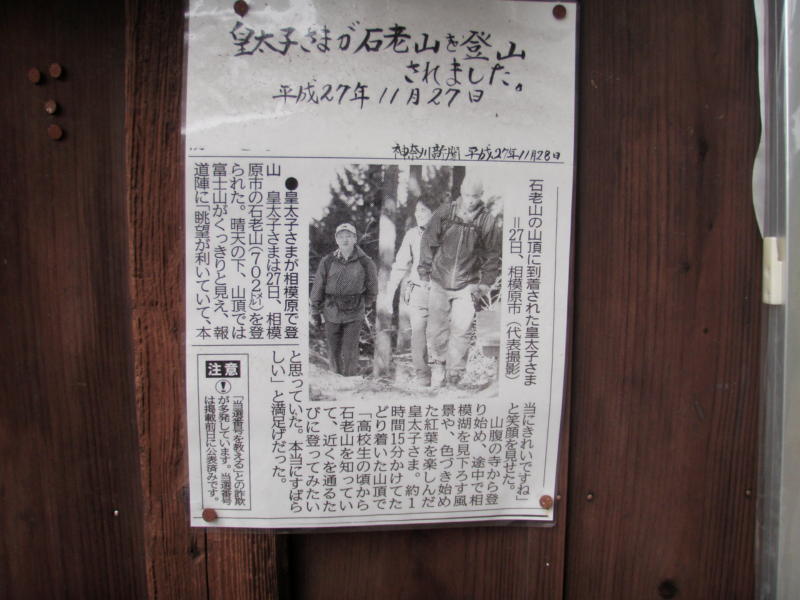 皇太子さまが石老山を登山
されました。
平成27年11月27日
神奈川新聞 平成27年11月28日
石老山の山頂に到着された皇太子さま
=27日、相模原市(代表撮影)
●皇太子さまが相模原で登
山 皇太子さまは27日、相模
原市の石老山(702㍍)を登
られた。晴天の下、山頂では
富士山がくっきりと見え、報
道陣に「眺望が利いていて、本
当にきれいですね」
と笑顔を見せた。
山腹の寺から登
り始め、途中で相
模湖を見下ろす風
景や、色づき始め
た紅葉を楽しんだ
皇太子さま。約1
時間15分かけてた
どり着いた山頂で
「高校生の頃から
石老山を知ってい
て、近くを通るた
びに登ってみたい
と思っていた。本当にすばら
しい」と満足げだった。
注意
「当選番号を教える」との詐欺
が多発しています。当選番号
は掲載前日に公表済みです。